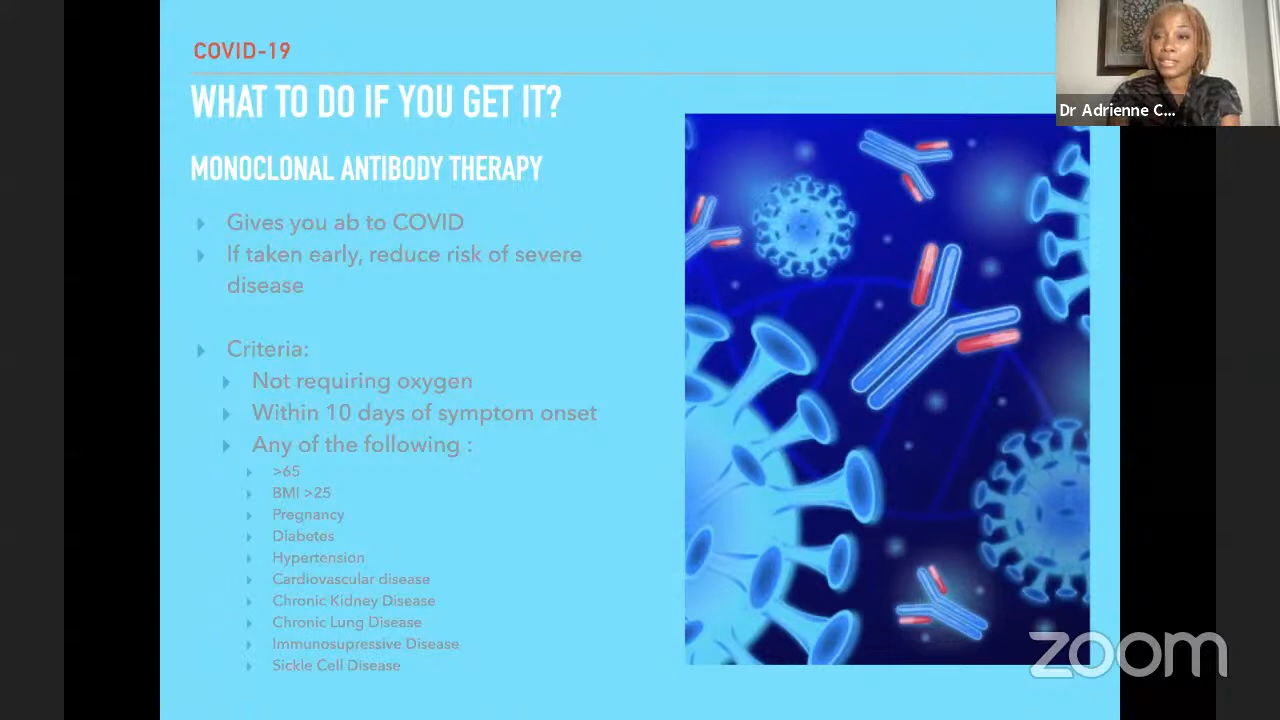 COVID-19
WHAT TO DO IF YOU GET IT?
MONOCLONAL ANTIBODY THERAPY
Gives you ab to COVID
If taken early, reduce risk of severe
disease
Criteria:
Not requiring oxygen
Within 10 days of symptom onset
Any of the following :
>65
BMI >25
Pregnancy
Diabetes
Hypertension
Cardiovascular disease
Chronic Kidney Disease
Chronic Lung Disease
Immunosupressive Disease
Sickle Cell Disease
Dr Adrienne C...
zoom